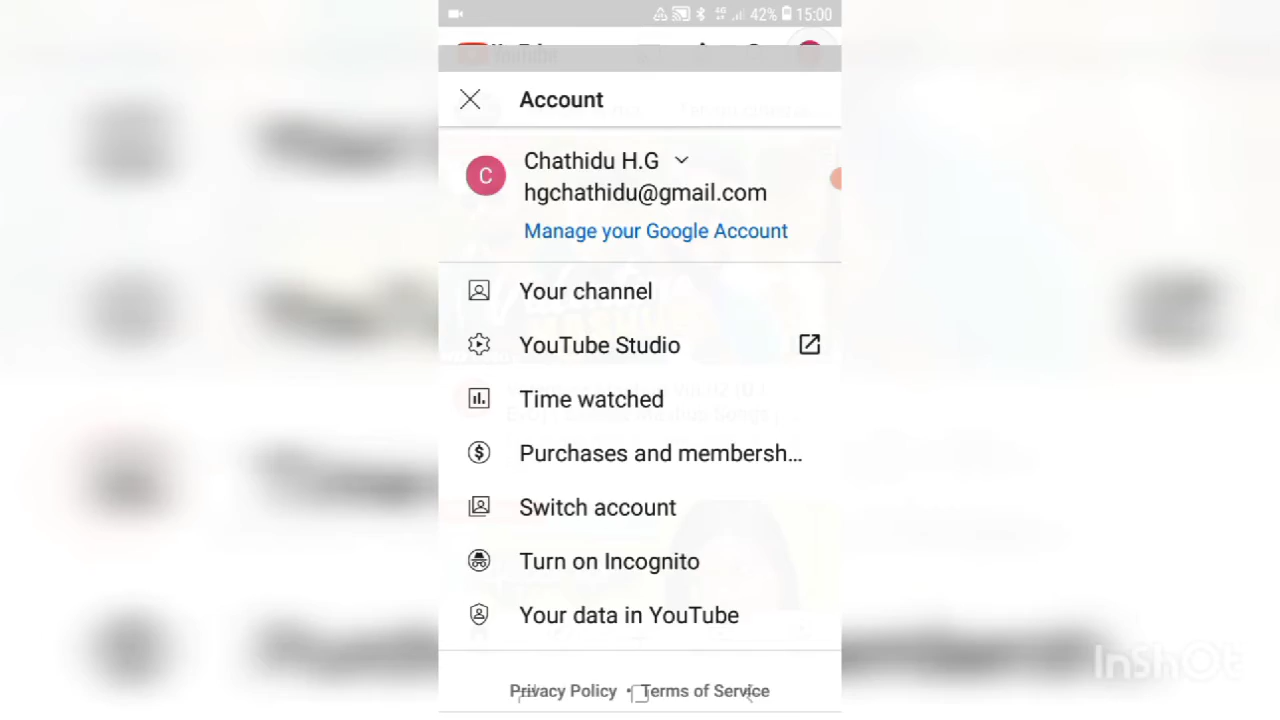 42% 15:00
Account
C
Chathidu H.G
hgchathidu@gmail.com
Manage your Google Account
Your channel
YouTube Studio
Time watched
Purchases and membersh...
Switch account
Turn on Incognito
Your data in YouTube
Privacy Policy • Terms of Service
InShOt